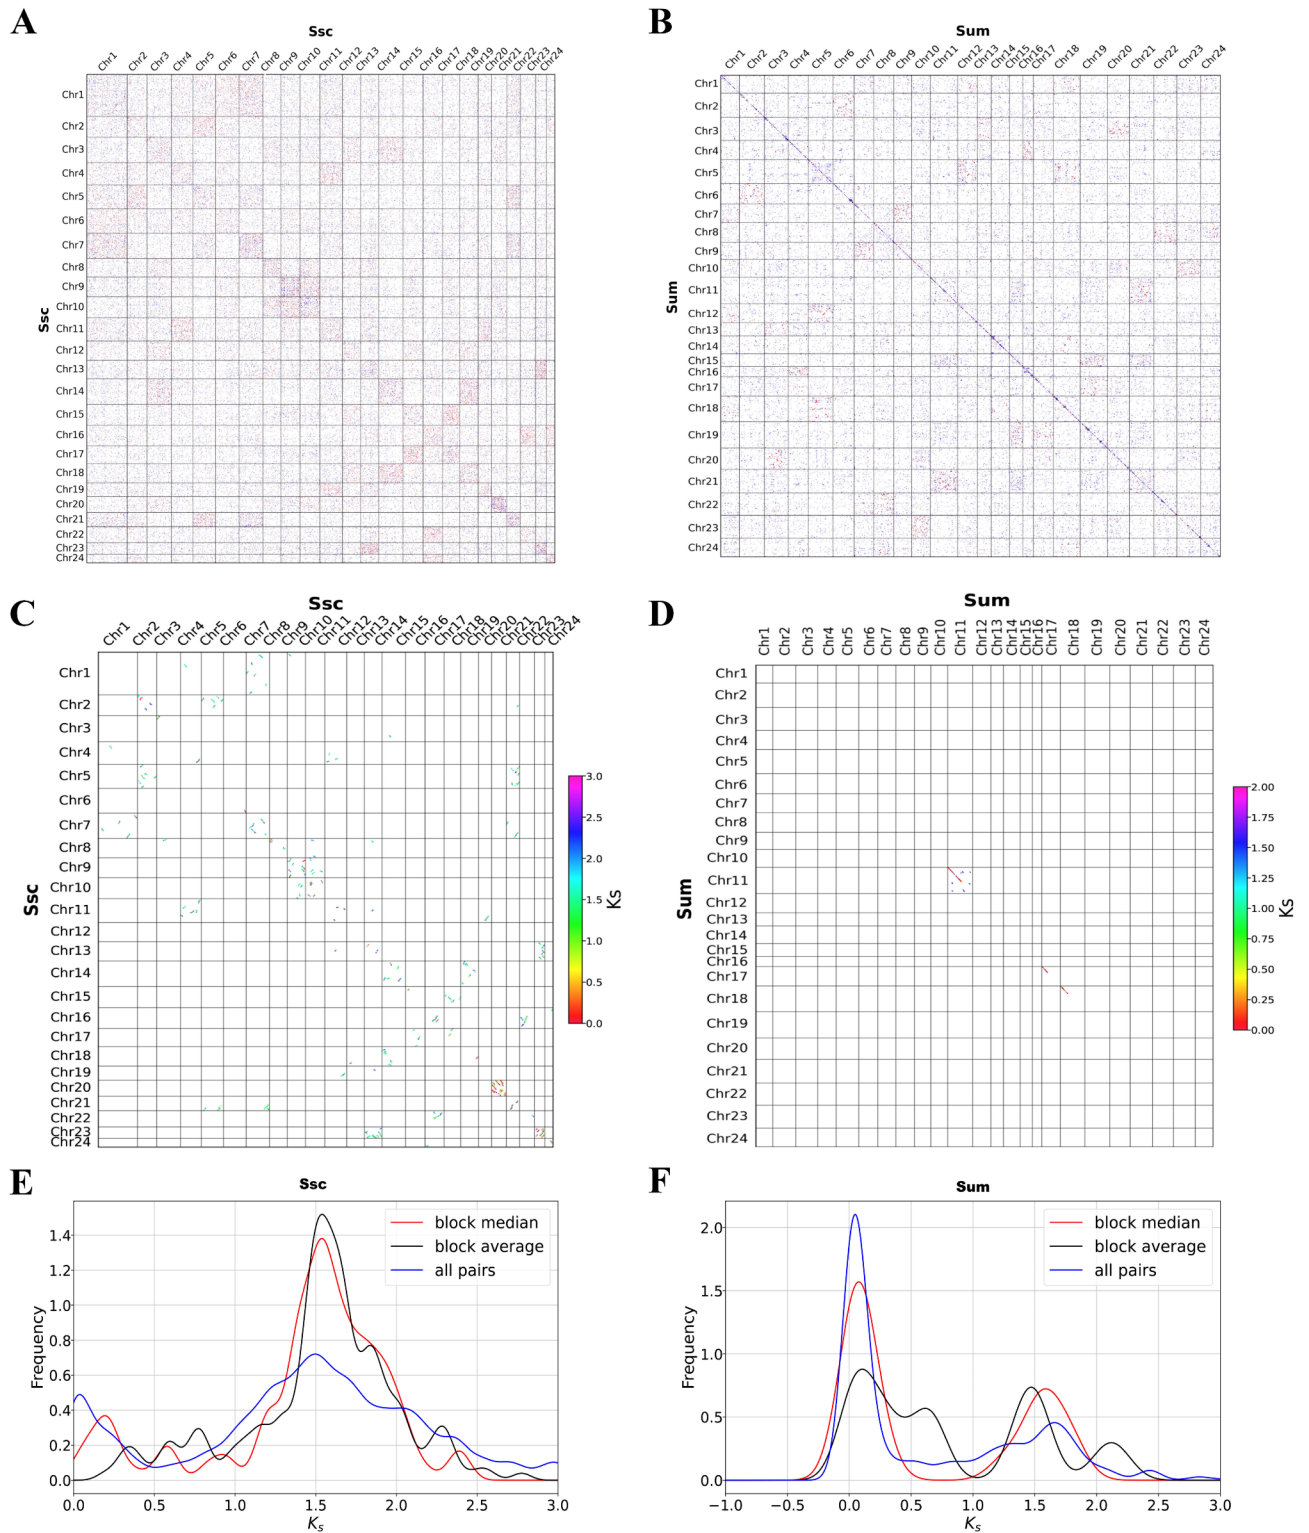 A
Ssc
Chr1 Chr2 Chr3 Chr4 Chr5 Chr6 Chr7 Chr8 Chr9 Chr10 Chr11 Chr12 Chr13 Chr14 Chr15 Chr16 Chr17 Chr18 Chr19 Chr20 Chr21 Chr22 Chr23 Chr24
Chr1
Chr2
Chr3
Chr4
Chr5
Chr6
Chr7
Chr8
Chr9
Chr10
Chr11
Chr12
Chr13
Chr14
Chr15
Chr16
Chr17
Chr18
Chr19
Chr20
Chr21
Chr22
Chr23
Chr24
Ssc
B
Sum
Chr1 Chr2 Chr3 Chr4 Chr5 Chr6 Chr7 Chr8 Chr9 Chr10 Chr11 Chr12 Chr13 Chr14 Chr15 Chr16 Chr17 Chr18 Chr19 Chr20 Chr21 Chr22 Chr23 Chr24
Chr1
Chr2
Chr3
Chr4
Chr5
Chr6
Chr7
Chr8
Chr9
Chr10
Chr11
Chr12
Chr13
Chr14
Chr15
Chr16
Chr17
Chr18
Chr19
Chr20
Chr21
Chr22
Chr23
Chr24
Sum
C
Ssc
Chr1 Chr2 Chr3 Chr4 Chr5 Chr6 Chr7 Chr8 Chr9 Chr10 Chr11 Chr12 Chr13 Chr14 Chr15 Chr16 Chr17 Chr18 Chr19 Chr20 Chr21 Chr22 Chr23 Chr24
Chr1
Chr2
Chr3
Chr4
Chr5
Chr6
Chr7
Chr8
Chr9
Chr10
Chr11
Chr12
Chr13
Chr14
Chr15
Chr16
Chr17
Chr18
Chr19
Chr20
Chr21
Chr22
Chr23
Chr24
Ssc
3.0
2.5
2.0
1.5
1.0
0.5
0.0
Ks
D
Sum
Chr1 Chr2 Chr3 Chr4 Chr5 Chr6 Chr7 Chr8 Chr9 Chr10 Chr11 Chr12 Chr13 Chr14 Chr15 Chr16 Chr17 Chr18 Chr19 Chr20 Chr21 Chr22 Chr23 Chr24
Chr1
Chr2
Chr3
Chr4
Chr5
Chr6
Chr7
Chr8
Chr9
Chr10
Chr11
Chr12
Chr13
Chr14
Chr15
Chr16
Chr17
Chr18
Chr19
Chr20
Chr21
Chr22
Chr23
Chr24
Sum
2.00
1.75
1.50
1.25
1.00
0.75
0.50
0.25
0.00
Ks
E
Ssc
block median
block average
all pairs
1.4
1.2
1.0
0.8
0.6
0.4
0.2
0.0
Frequency
0.0 0.5 1.0 1.5 2.0 2.5 3.0
Ks
F
Sum
block median
block average
all pairs
2.0
1.5
1.0
0.5
0.0
Frequency
−1.0 −0.5 0.0 0.5 1.0 1.5 2.0 2.5 3.0
Ks